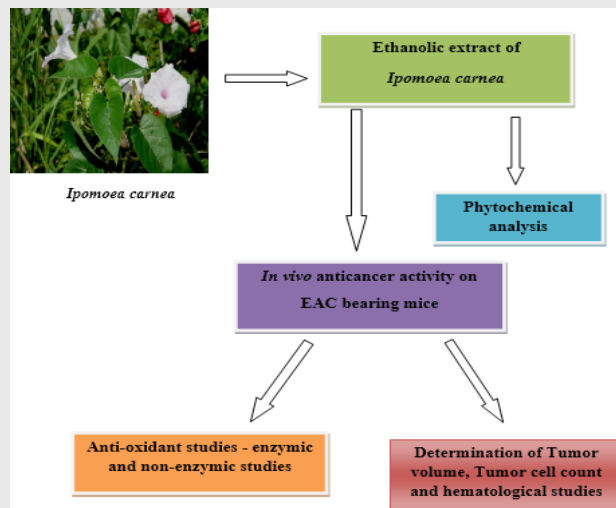 Ethanolic extract of
Ipomoea carnea
Ipomoea carnea
Phytochemical
analysis
In vivo anticancer activity on
EAC bearing mice
Anti-oxidant studies - enzymic
and non-enzymic studies
Determination of Tumor
volume, Tumor cell count
and hematological studies